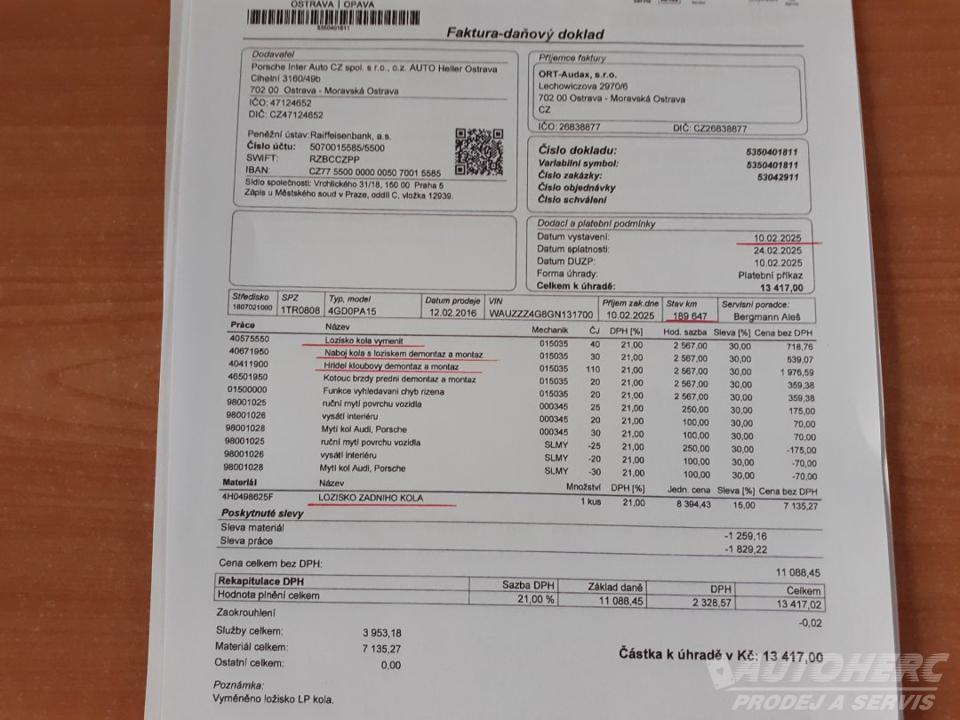 OSTRAVA | OPAVA
5350401811
Faktura-daňový doklad
Dodavatel
Porsche Inter Auto CZ spol. s r.o., o.z. AUTO Heller Ostrava
Cihelní 3160/49b
702 00 Ostrava - Moravská Ostrava
IČO: 47124652
DIČ: CZ47124652
Peněžní ústav: Raiffeisenbank, a.s.
Číslo účtu: 5070015585/5500
SWIFT: RZBCCZPP
IBAN: CZ77 5500 0000 0050 7001 5585
Sídlo společnosti: Vrchlického 31/18, 150 00 Praha 5
Zápis u Městského soud v Praze, oddíl C, vložka 12939.
Příjemce faktury
ORT-Audax, s.r.o.
Lechowiczova 2970/6
702 00 Ostrava - Moravská Ostrava
CZ
IČO: 26838877 DIČ: CZ26838877
Číslo dokladu: 5350401811
Variabilní symbol: 5350401811
Číslo zakázky: 53042911
Číslo objednávky
Číslo schválení
Dodací a platební podmínky
Datum vystavení: 10.02.2025
Datum splatnosti: 24.02.2025
Datum DUZP: 10.02.2025
Forma úhrady: Platební příkaz
Celkem k úhradě: 13 417,00
Středisko SPZ Typ, model Datum prodeje VIN Příjem zak.dne Stav km Servisní poradce:
1807021000 1TR0808 4GD0PA15 12.02.2016 WAUZZZ4G8GN131700 10.02.2025 189 647 Bergmann Aleš
Práce Název Mechanik ČJ DPH [%] Hod. sazba Sleva [%] Cena bez DPH
40575550 Lozisko kola vymenit 015035 40 21,00 2 567,00 30,00 718,76
40671950 Naboj kola s loziskem demontaz a montaz 015035 30 21,00 2 567,00 30,00 539,07
40411900 Hridel kloubovy demontaz a montaz 015035 110 21,00 2 567,00 30,00 1 976,59
46501950 Kotouc brzdy predni demontaz a montaz 015035 20 21,00 2 567,00 30,00 359,38
01500000 Funkce vyhledavani chyb rizena 015035 20 21,00 2 567,00 30,00 359,38
98001025 ruční mytí povrchu vozidla 000345 25 21,00 250,00 30,00 175,00
98001026 vysátí interiéru 000345 20 21,00 100,00 30,00 70,00
98001028 Mytí kol Audi, Porsche 000345 30 21,00 100,00 30,00 70,00
98001025 ruční mytí povrchu vozidla SLMY -25 21,00 250,00 30,00 -175,00
98001026 vysátí interiéru SLMY -20 21,00 100,00 30,00 -70,00
98001028 Mytí kol Audi, Porsche SLMY -30 21,00 100,00 30,00 -70,00
Materiál Název Množství DPH [%] Jedn. cena Sleva [%] Cena bez DPH
4H0498625F LOZISKO ZADNIHO KOLA 1 kus 21,00 8 394,43 15,00 7 135,27
Poskytnuté slevy
Sleva materiál -1 259,16
Sleva práce -1 829,22
Cena celkem bez DPH: 11 088,45
Rekapitulace DPH Sazba DPH Základ daně DPH Celkem
Hodnota plnění celkem 21,00 % 11 088,45 2 328,57 13 417,02
Zaokrouhlení -0,02
Služby celkem: 3 953,18
Materiál celkem: 7 135,27
Ostatní celkem: 0,00
Částka k úhradě v Kč: 13 417,00
Poznámka:
Vyměněno ložisko LP kola.
AUTOHERC
PRODEJ A SERVIS